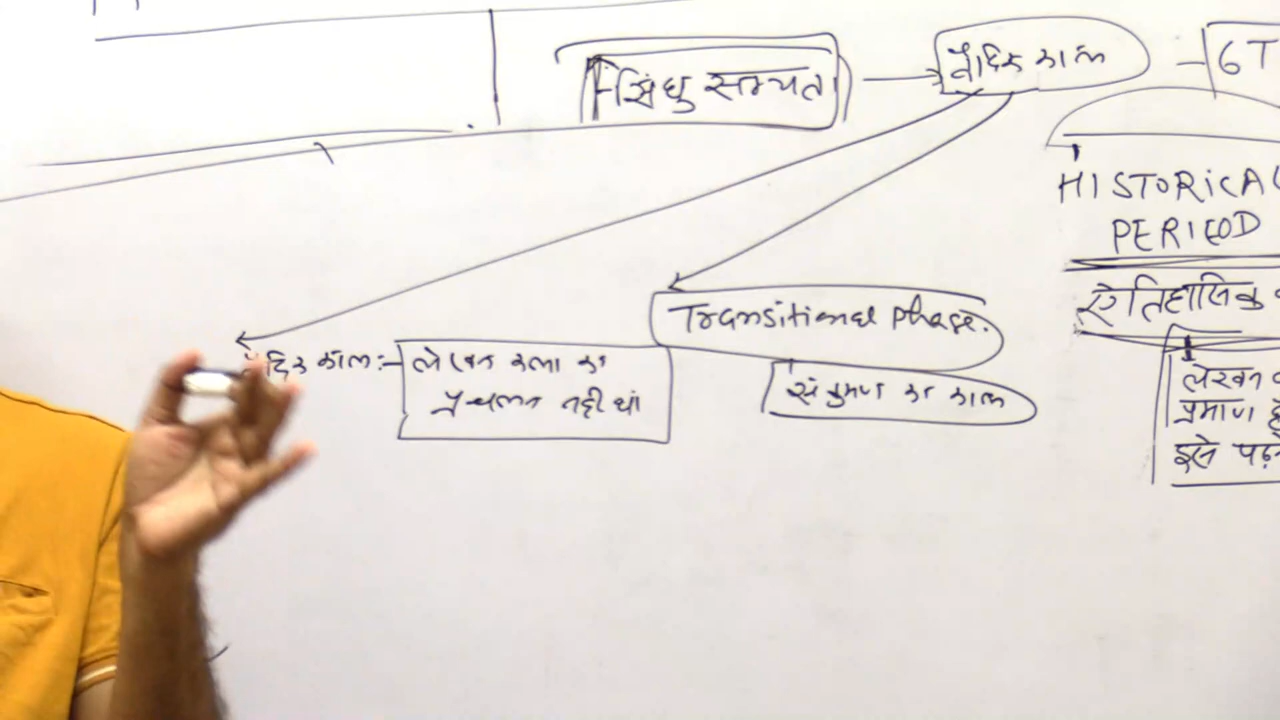 सिंधु सभ्यता
वैदिक काल
6T
HISTORICAL
PERIOD
ऐतिहासिक
Transitional phase.
संक्रमण का काल
वैदिक काल:- लेखन कला का
प्रचलन नहीं था
लेखन
प्रमाण
इसे